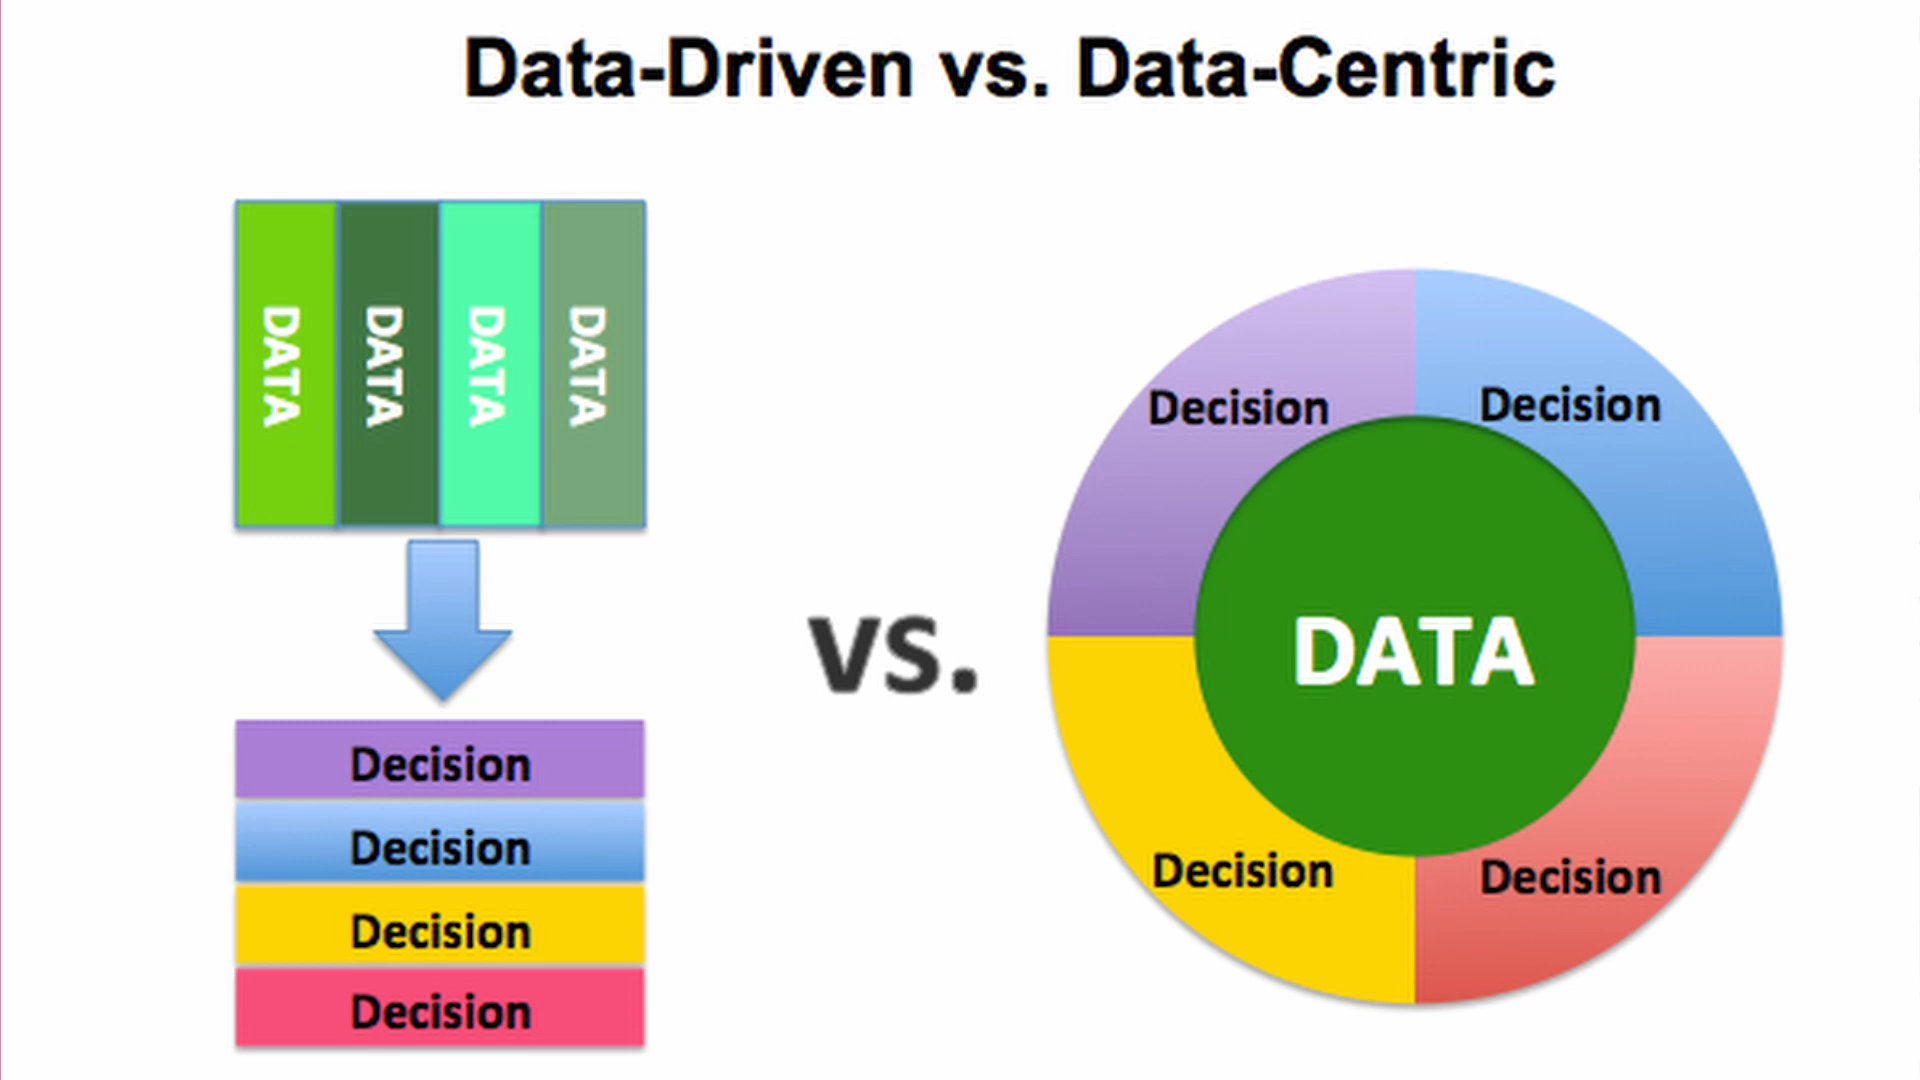 Data-Driven vs. Data-Centric
DATA
DATA
DATA
DATA
Decision
Decision
Decision
Decision
vs.
Decision
Decision
DATA
Decision
Decision